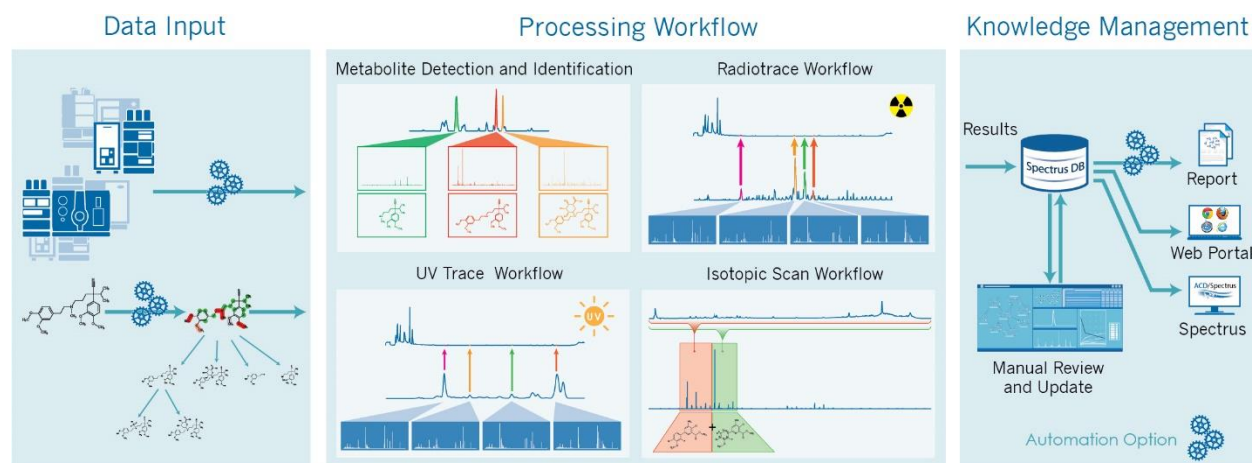 Data Input
Processing Workflow
Knowledge Management
Metabolite Detection and Identification
Radiotrace Workflow
UV Trace Workflow
UV
Isotopic Scan Workflow
+
Results
Spectrus DB
Report
Web Portal
ACD/Spectrus
Spectrus
Manual Review
and Update
Automation Option